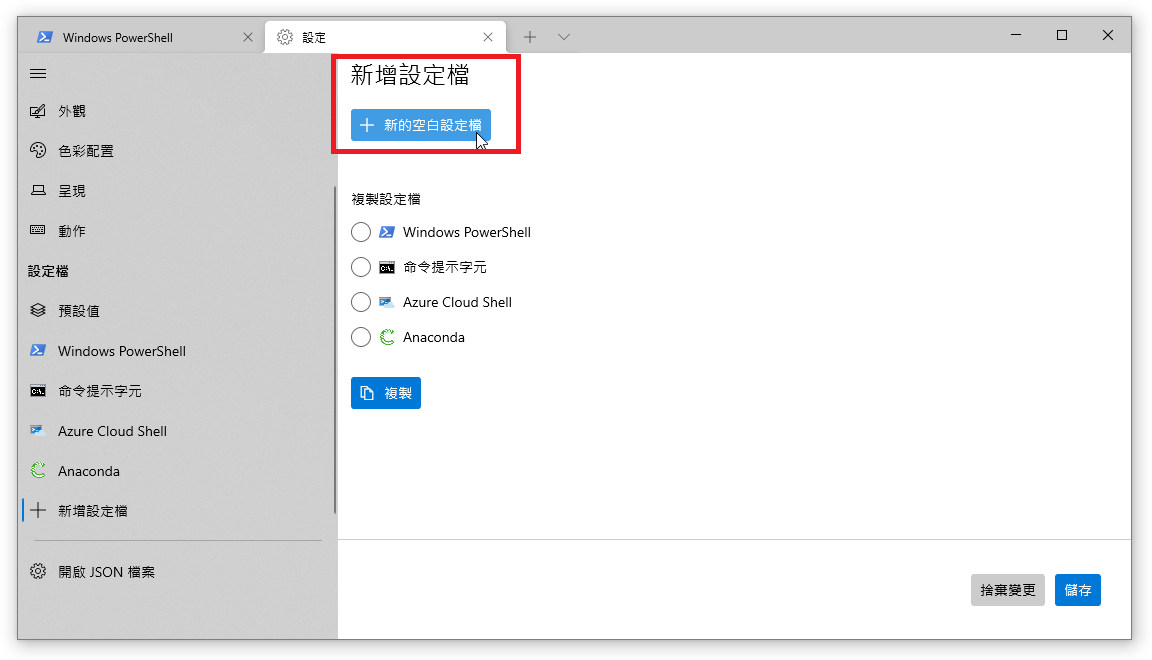 Windows PowerShell
設定
外觀
色彩配置
呈現
動作
設定檔
預設值
Windows PowerShell
命令提示字元
Azure Cloud Shell
Anaconda
新增設定檔
開啟 JSON 檔案
新增設定檔
新的空白設定檔
複製設定檔
Windows PowerShell
命令提示字元
Azure Cloud Shell
Anaconda
複製
捨棄變更
儲存